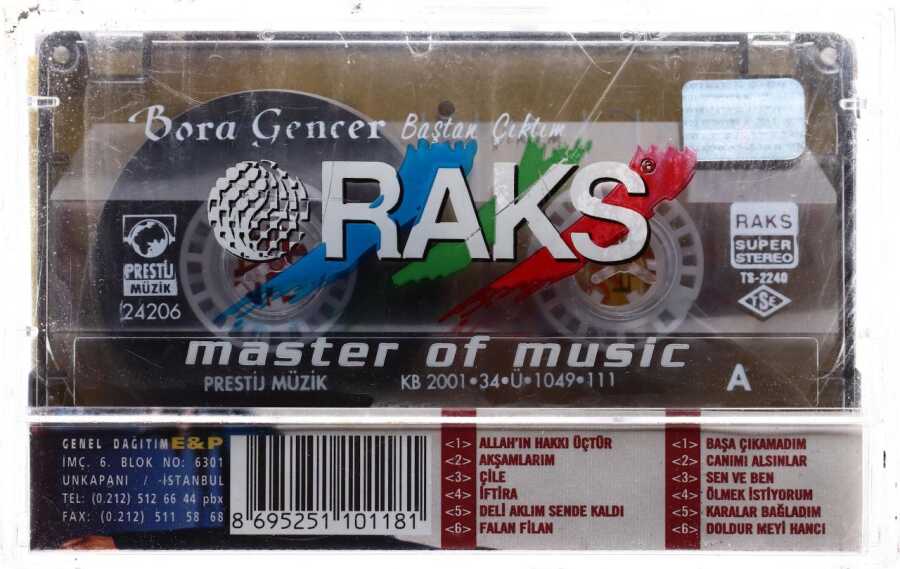 Bora Gencer Baştan Çıktım
RAKS®
PRESTİJ
MÜZİK
24206
RAKS
SUPER
STEREO
TS-2240
TSE
master of music
PRESTİJ MÜZİK KB 2001•34•Ü•1049•111 A
GENEL DAĞITIM E&P
İMÇ. 6. BLOK NO: 6301
UNKAPANI / İSTANBUL
TEL: (0.212) 512 66 44 pbx
FAX: (0.212) 511 58 68
8 695251 101181
<1> ALLAH'IN HAKKI ÜÇTÜR
<2> AKŞAMLARIM
<3> ÇİLE
<4> İFTİRA
<5> DELİ AKLIM SENDE KALDI
<6> FALAN FİLAN
<1> BAŞA ÇIKAMADIM
<2> CANIMI ALSINLAR
<3> SEN VE BEN
<4> ÖLMEK İSTİYORUM
<5> KARALAR BAĞLADIM
<6> DOLDUR MEYİ HANCI